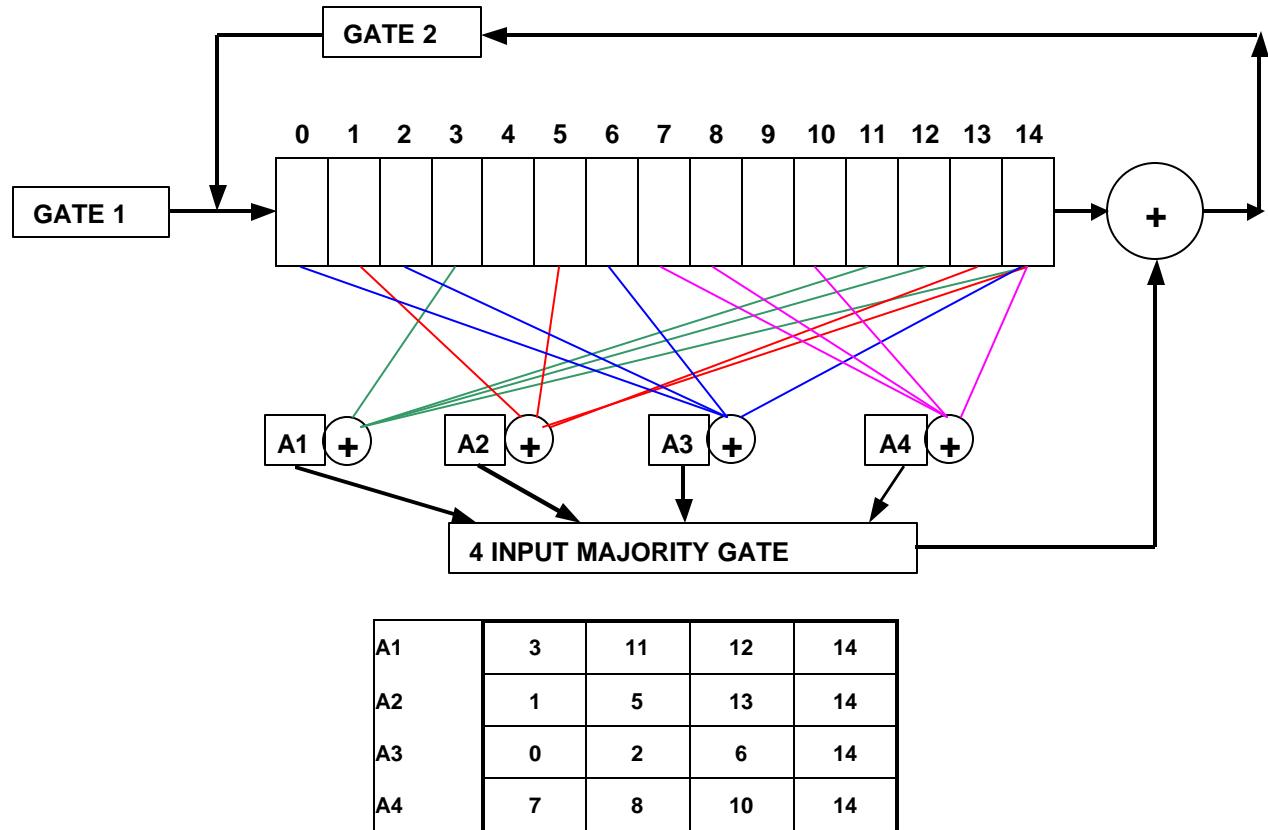 GATE 2
0 1 2 3 4 5 6 7 8 9 10 11 12 13 14
GATE 1
+
A1 + A2 + A3 + A4 +
4 INPUT MAJORITY GATE
A1 3 11 12 14
A2 1 5 13 14
A3 0 2 6 14
A4 7 8 10 14